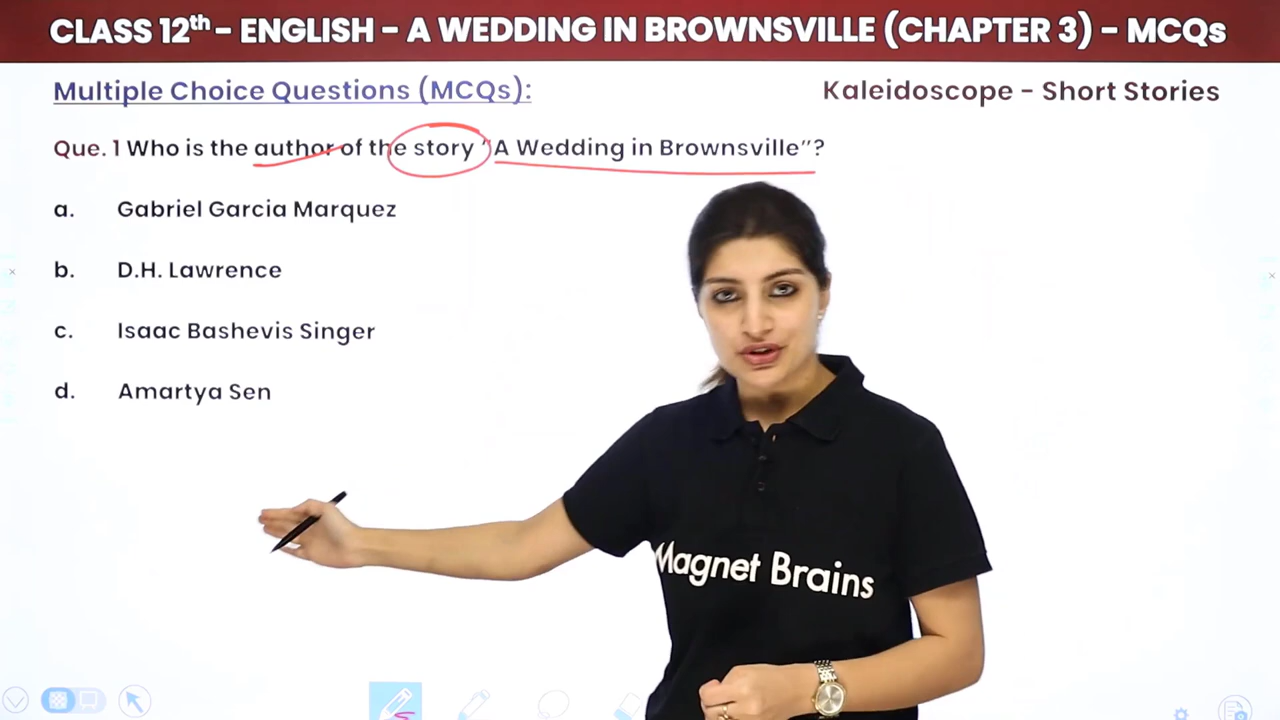 CLASS 12th – ENGLISH – A WEDDING IN BROWNSVILLE (CHAPTER 3) – MCQs
Multiple Choice Questions (MCQs):
Kaleidoscope - Short Stories
Que. 1 Who is the author of the story "A Wedding in Brownsville"?
a. Gabriel Garcia Marquez
b. D.H. Lawrence
c. Isaac Bashevis Singer
d. Amartya Sen
Magnet Brains